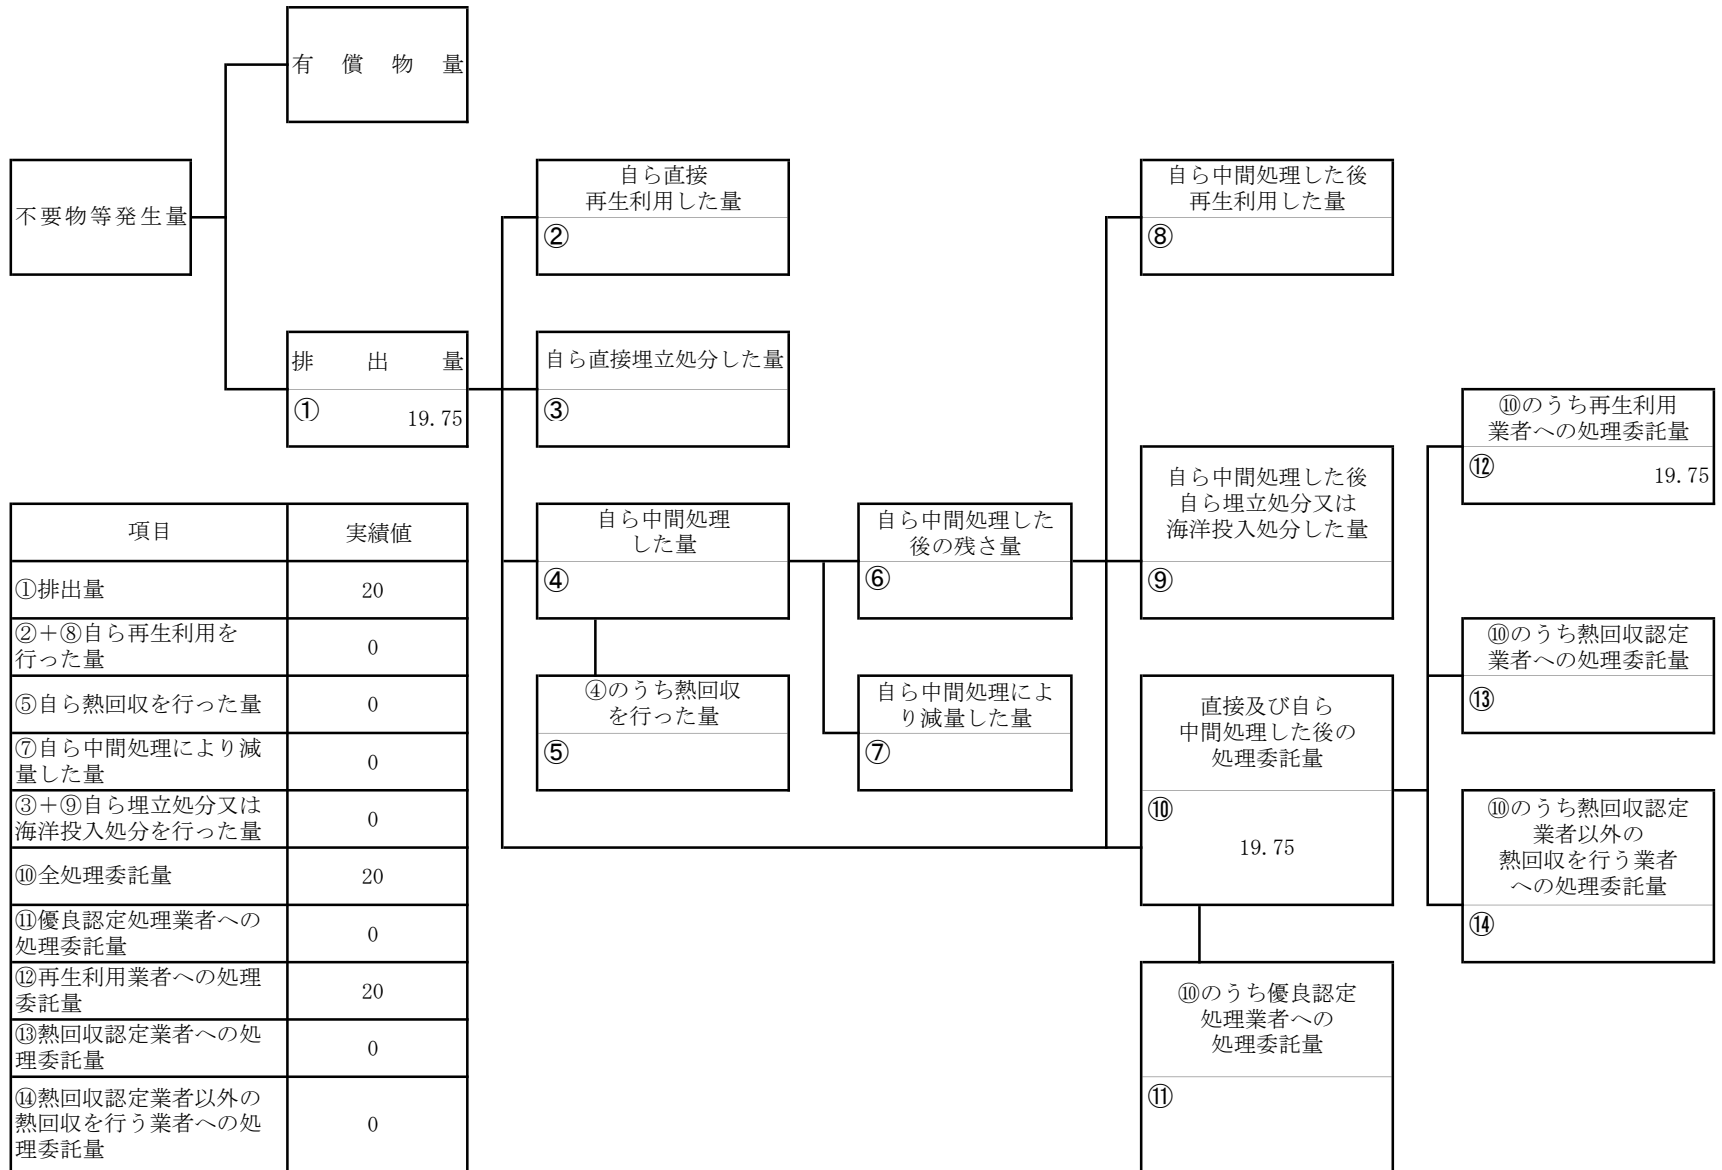 有償物量
不要物等発生量
排出量
①
19.75
自ら直接
再生利用した量
②
自ら直接埋立処分した量
③
自ら中間処理
した量
④
④のうち熱回収
を行った量
⑤
自ら中間処理した
後の残さ量
⑥
自ら中間処理によ
り減量した量
⑦
自ら中間処理した後
再生利用した量
⑧
自ら中間処理した後
自ら埋立処分又は
海洋投入処分した量
⑨
直接及び自ら
中間処理した後の
処理委託量
⑩
19.75
⑩のうち優良認定
処理業者への
処理委託量
⑪
⑩のうち再生利用
業者への処理委託量
⑫
19.75
⑩のうち熱回収認定
業者への処理委託量
⑬
⑩のうち熱回収認定
業者以外の
熱回収を行う業者
への処理委託量
⑭
項目 実績値
①排出量 20
②＋⑧自ら再生利用を
行った量 0
⑤自ら熱回収を行った量 0
⑦自ら中間処理により減
量した量 0
③＋⑨自ら埋立処分又は
海洋投入処分を行った量 0
⑩全処理委託量 20
⑪優良認定処理業者への
処理委託量 0
⑫再生利用業者への処理
委託量 20
⑬熱回収認定業者への処
理委託量 0
⑭熱回収認定業者以外の
熱回収を行う業者への処
理委託量 0